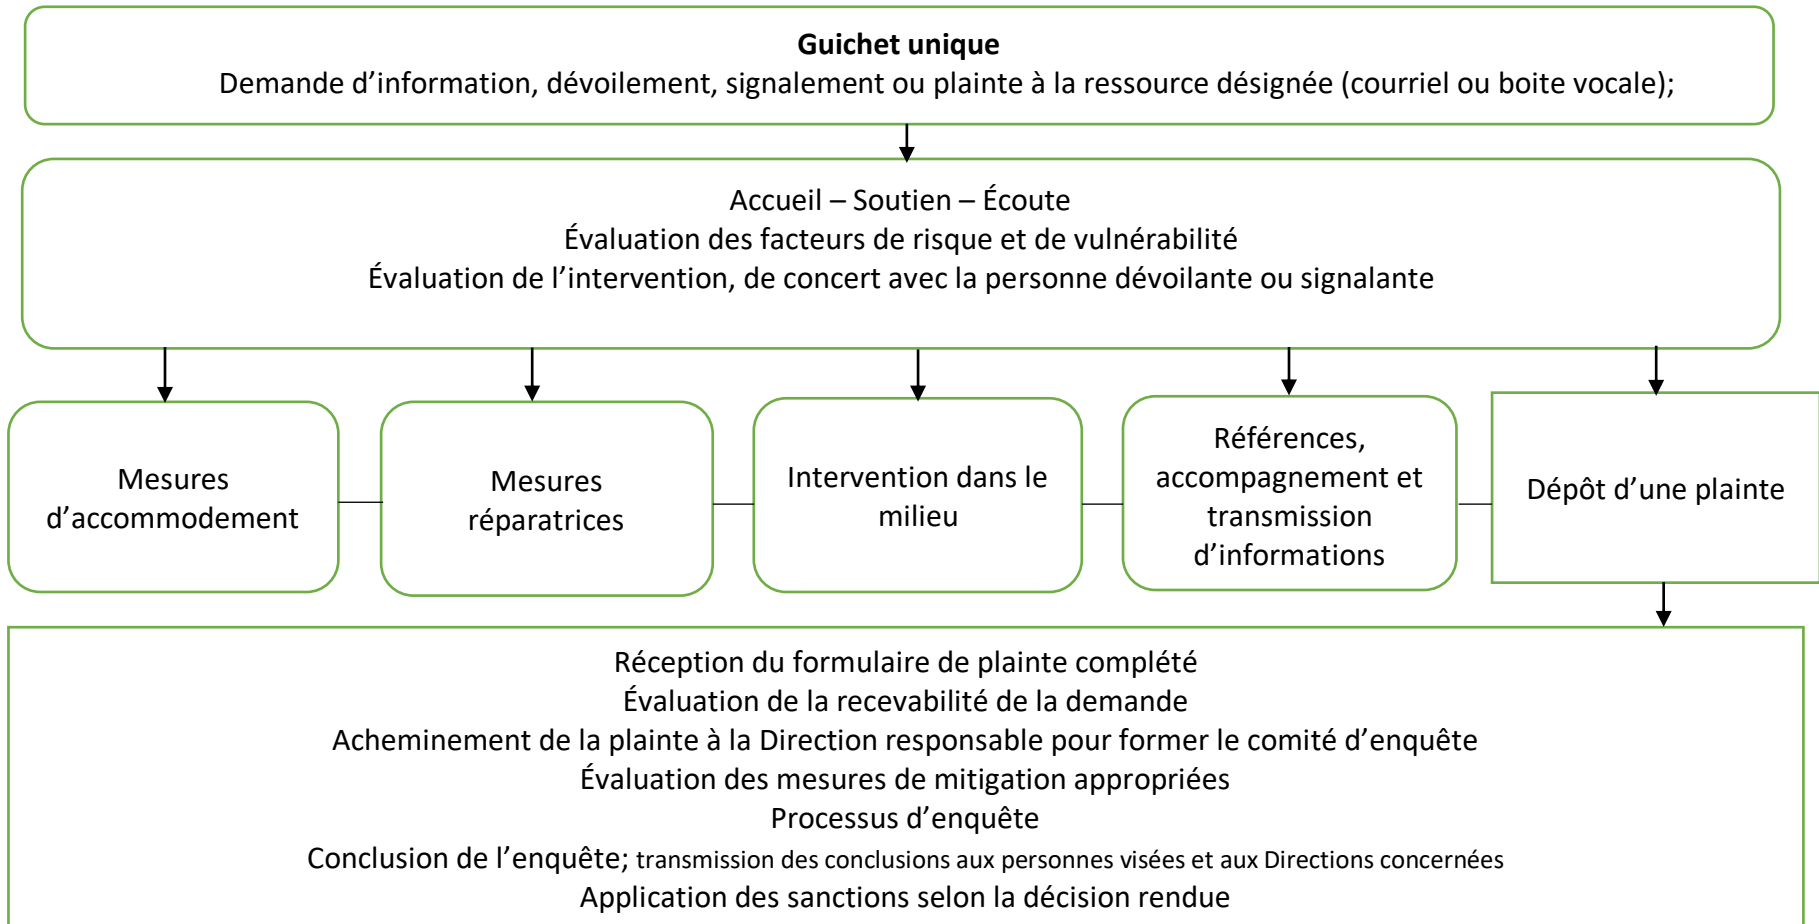 Guichet unique
Demande d’information, dévoilement, signalement ou plainte à la ressource désignée (courriel ou boite vocale);
Accueil – Soutien – Écoute
Évaluation des facteurs de risque et de vulnérabilité
Évaluation de l’intervention, de concert avec la personne dévoilante ou signalante
Mesures
d’accommodement
Mesures
réparatrices
Intervention dans le
milieu
Références,
accompagnement et
transmission
d’informations
Dépôt d’une plainte
Réception du formulaire de plainte complété
Évaluation de la recevabilité de la demande
Acheminement de la plainte à la Direction responsable pour former le comité d’enquête
Évaluation des mesures de mitigation appropriées
Processus d’enquête
Conclusion de l’enquête; transmission des conclusions aux personnes visées et aux Directions concernées
Application des sanctions selon la décision rendue